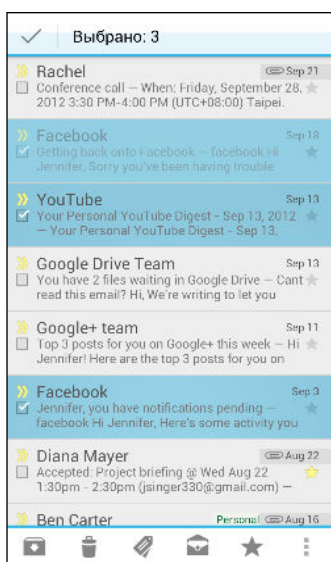 Выбрано: 3
Rachel Sep 21
Conference call – When: Friday, September 28,
2012 3:30 PM-4:00 PM (UTC+08:00) Taipei.
Facebook Sep 18
Getting back onto Facebook – facebook Hi
Jennifer, Sorry you've been having trouble
YouTube Sep 13
Your Personal YouTube Digest - Sep 13, 2012
– Your Personal YouTube Digest - Sep 13,
Google Drive Team Sep 13
You have 2 files waiting in Google Drive – Cant
read this email? Hi, We're writing to let you
Google+ team Sep 11
Top 3 posts for you on Google+ this week – Hi
Jennifer! Here are the top 3 posts for you on
Facebook Sep 3
Jennifer, you have notifications pending –
facebook Hi Jennifer, Here's some activity you
Diana Mayer Aug 22
Accepted: Project briefing @ Wed Aug 22
1:30pm - 2:30pm (jsinger330@gmail.com) –
Ben Carter Personal Aug 16